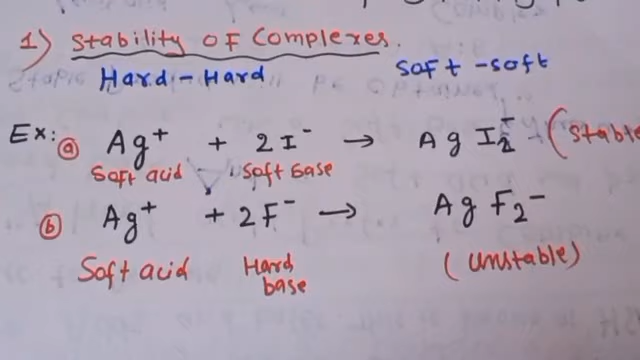 1) Stability OF Complexes.
Hard-Hard Soft-Soft
Ex: (a) Ag⁺ + 2I⁻ → AgI₂⁻ - (Stable
Soft acid Soft base
(b) Ag⁺ + 2F⁻ → AgF₂⁻
Soft acid Hard base (unstable)